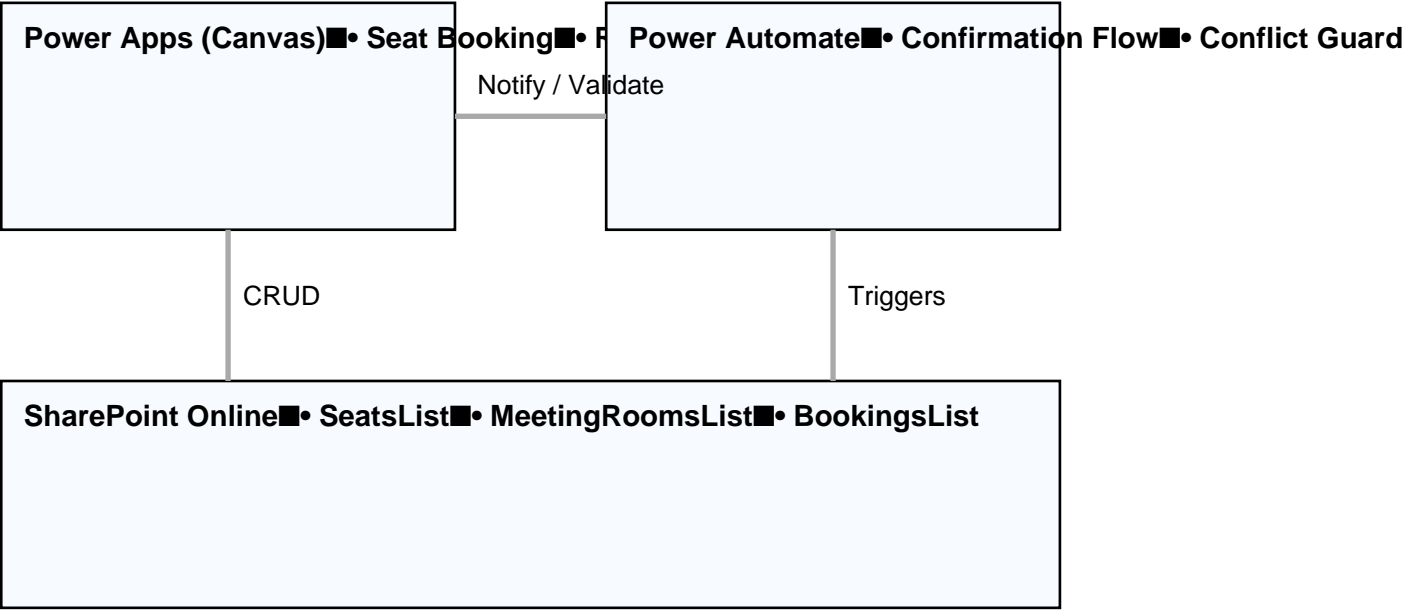 Power Apps (Canvas)■• Seat Booking■•
Power Automate■• Confirmation Flow■• Conflict Guard
Notify / Validate
CRUD
Triggers
SharePoint Online■• SeatsList■• MeetingRoomsList■• BookingsList